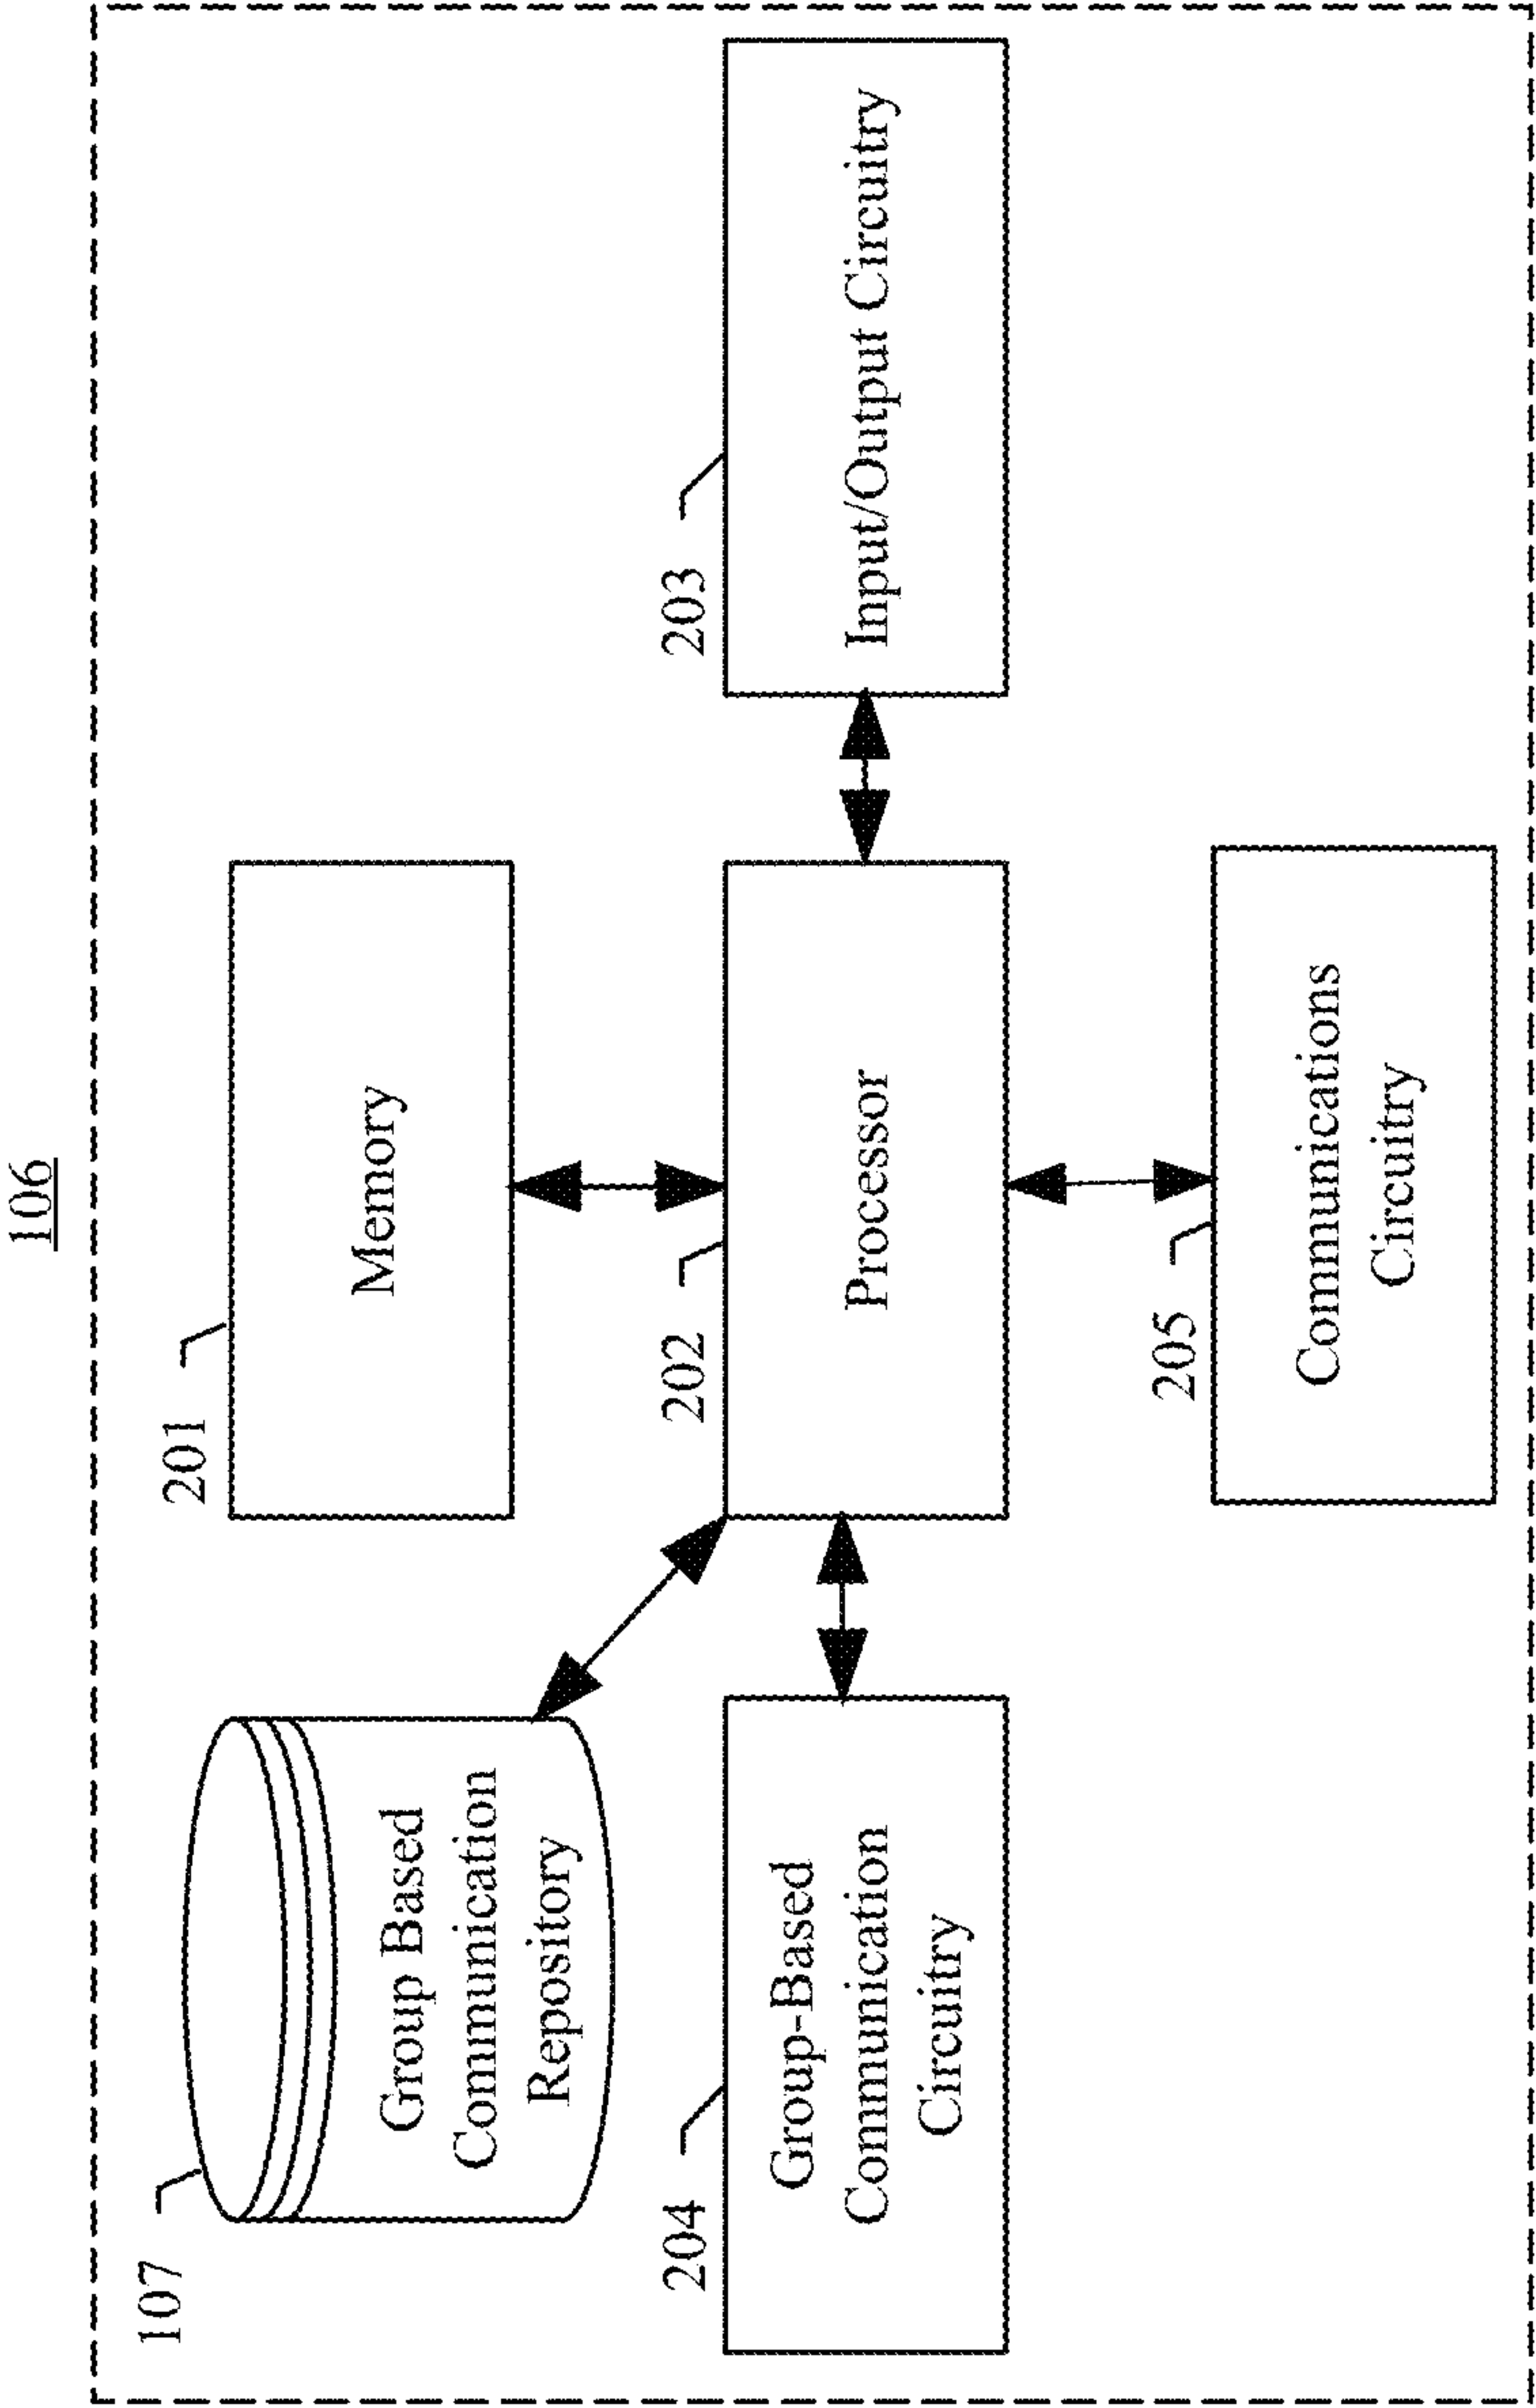 106
107
Group Based
Communication
Repository
201
Memory
204
Group-Based
Communication
Circuitry
202
Processor
203
Input/Output Circuitry
205
Communications
Circuitry